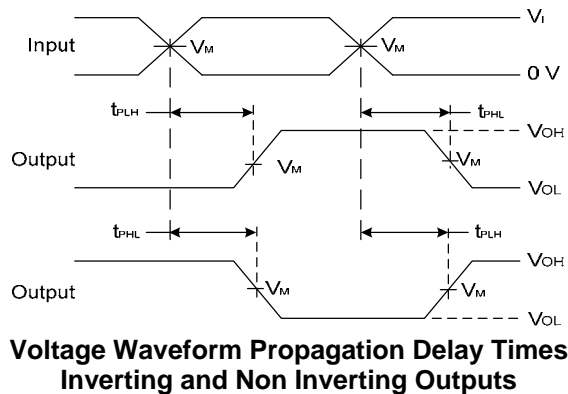 VI
Input
VM
VM
0 V
tPLH
tPHL
VOH
Output
VM
VM
VOL
tPHL
tPLH
VOH
Output
VM
VM
VOL
Voltage Waveform Propagation Delay Times
Inverting and Non Inverting Outputs